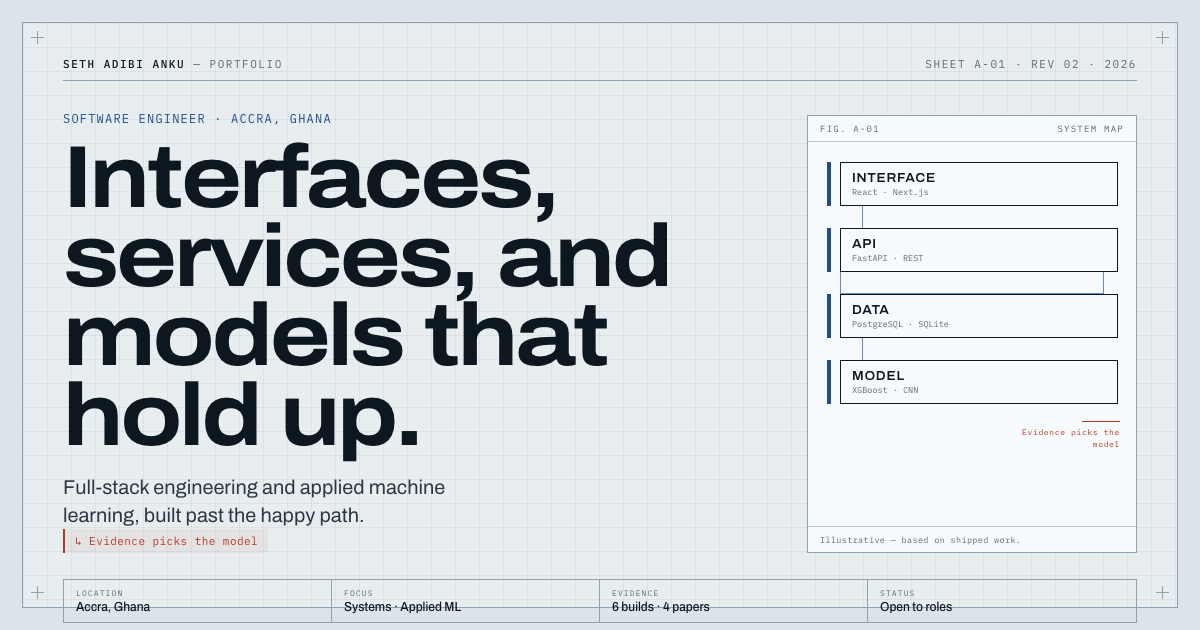 SETH ADIBI ANKU — PORTFOLIO
SHEET A-01 · REV 02 · 2026
SOFTWARE ENGINEER · ACCRA, GHANA
Interfaces,
services, and
models that
hold up.
Full-stack engineering and applied machine
learning, built past the happy path.
↳ Evidence picks the model
FIG. A-01
SYSTEM MAP
INTERFACE
React · Next.js
API
FastAPI · REST
DATA
PostgreSQL · SQLite
MODEL
XGBoost · CNN
Evidence picks the
model
Illustrative — based on shipped work.
LOCATION
Accra, Ghana
FOCUS
Systems · Applied ML
EVIDENCE
6 builds · 4 papers
STATUS
Open to roles